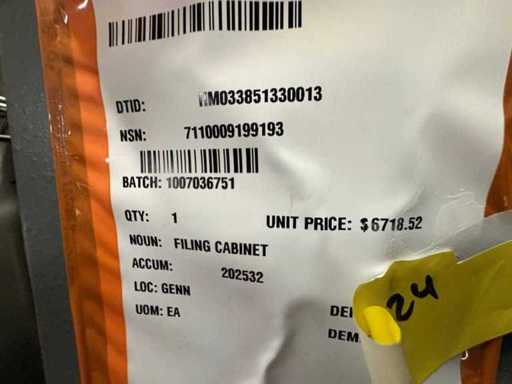 DTID: WM033851330013
NSN: 7110009199193
BATCH: 1007036751
QTY: 1 UNIT PRICE: $6718.52
NOUN: FILING CABINET
ACCUM: 202532
LOC: GENN
UOM: EA
24